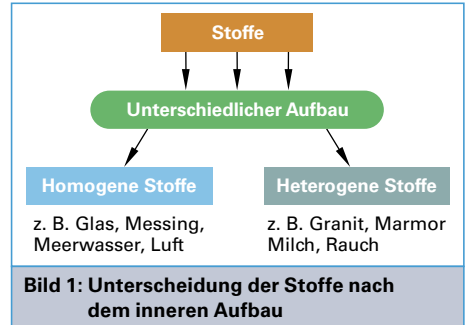 Stoffe
Unterschiedlicher Aufbau
Homogene Stoffe
z. B. Glas, Messing,
Meerwasser, Luft
Heterogene Stoffe
z. B. Granit, Marmor
Milch, Rauch
Bild 1: Unterscheidung der Stoffe nach
dem inneren Aufbau